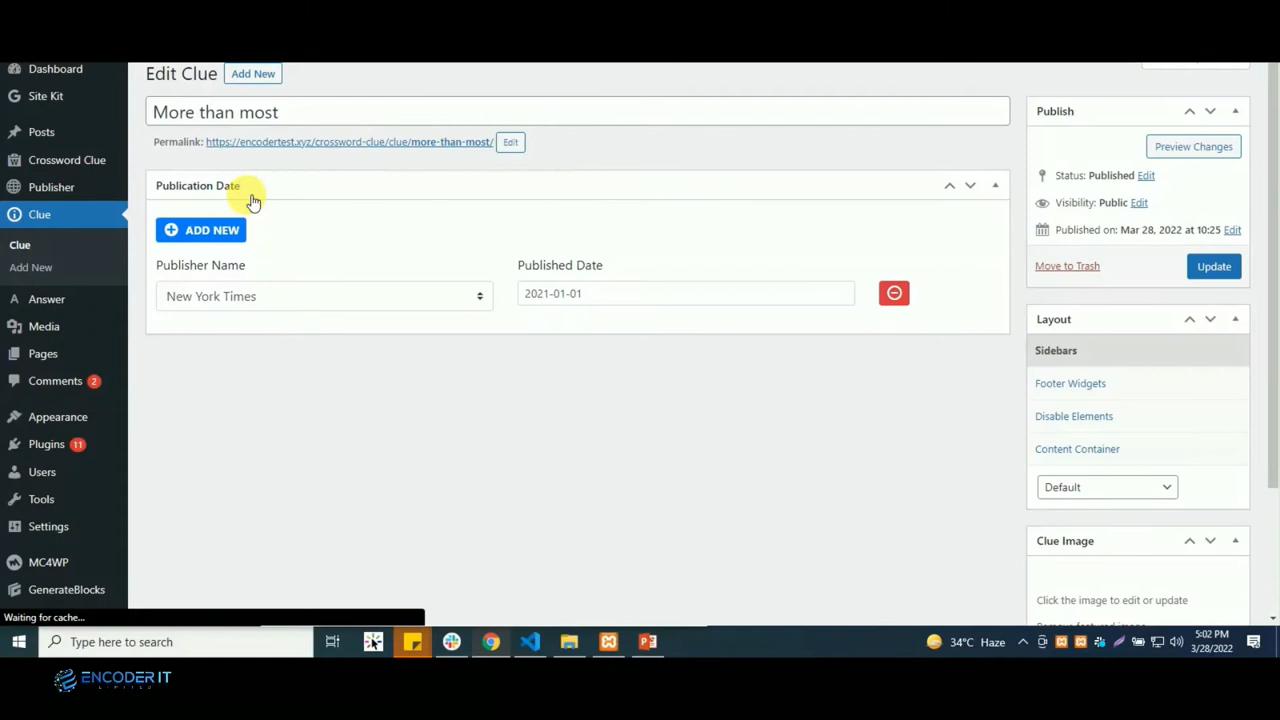 Dashboard
Site Kit
Posts
Crossword Clue
Publisher
Clue
Clue
Add New
Answer
Media
Pages
Comments 2
Appearance
Plugins 11
Users
Tools
Settings
MC4WP
GenerateBlocks
Edit Clue Add New
More than most
Permalink: https://encodertest.xyz/crossword-clue/clue/more-than-most/ Edit
Publication Date
ADD NEW
Publisher Name Published Date
New York Times 2021-01-01
Publish
Preview Changes
Status: Published Edit
Visibility: Public Edit
Published on: Mar 28, 2022 at 10:25 Edit
Move to Trash Update
Layout
Sidebars
Footer Widgets
Disable Elements
Content Container
Default
Clue Image
Click the image to edit or update
Waiting for cache...
Type here to search
34°C Haze
5:02 PM
3/28/2022
ENCODER IT
LIMITED